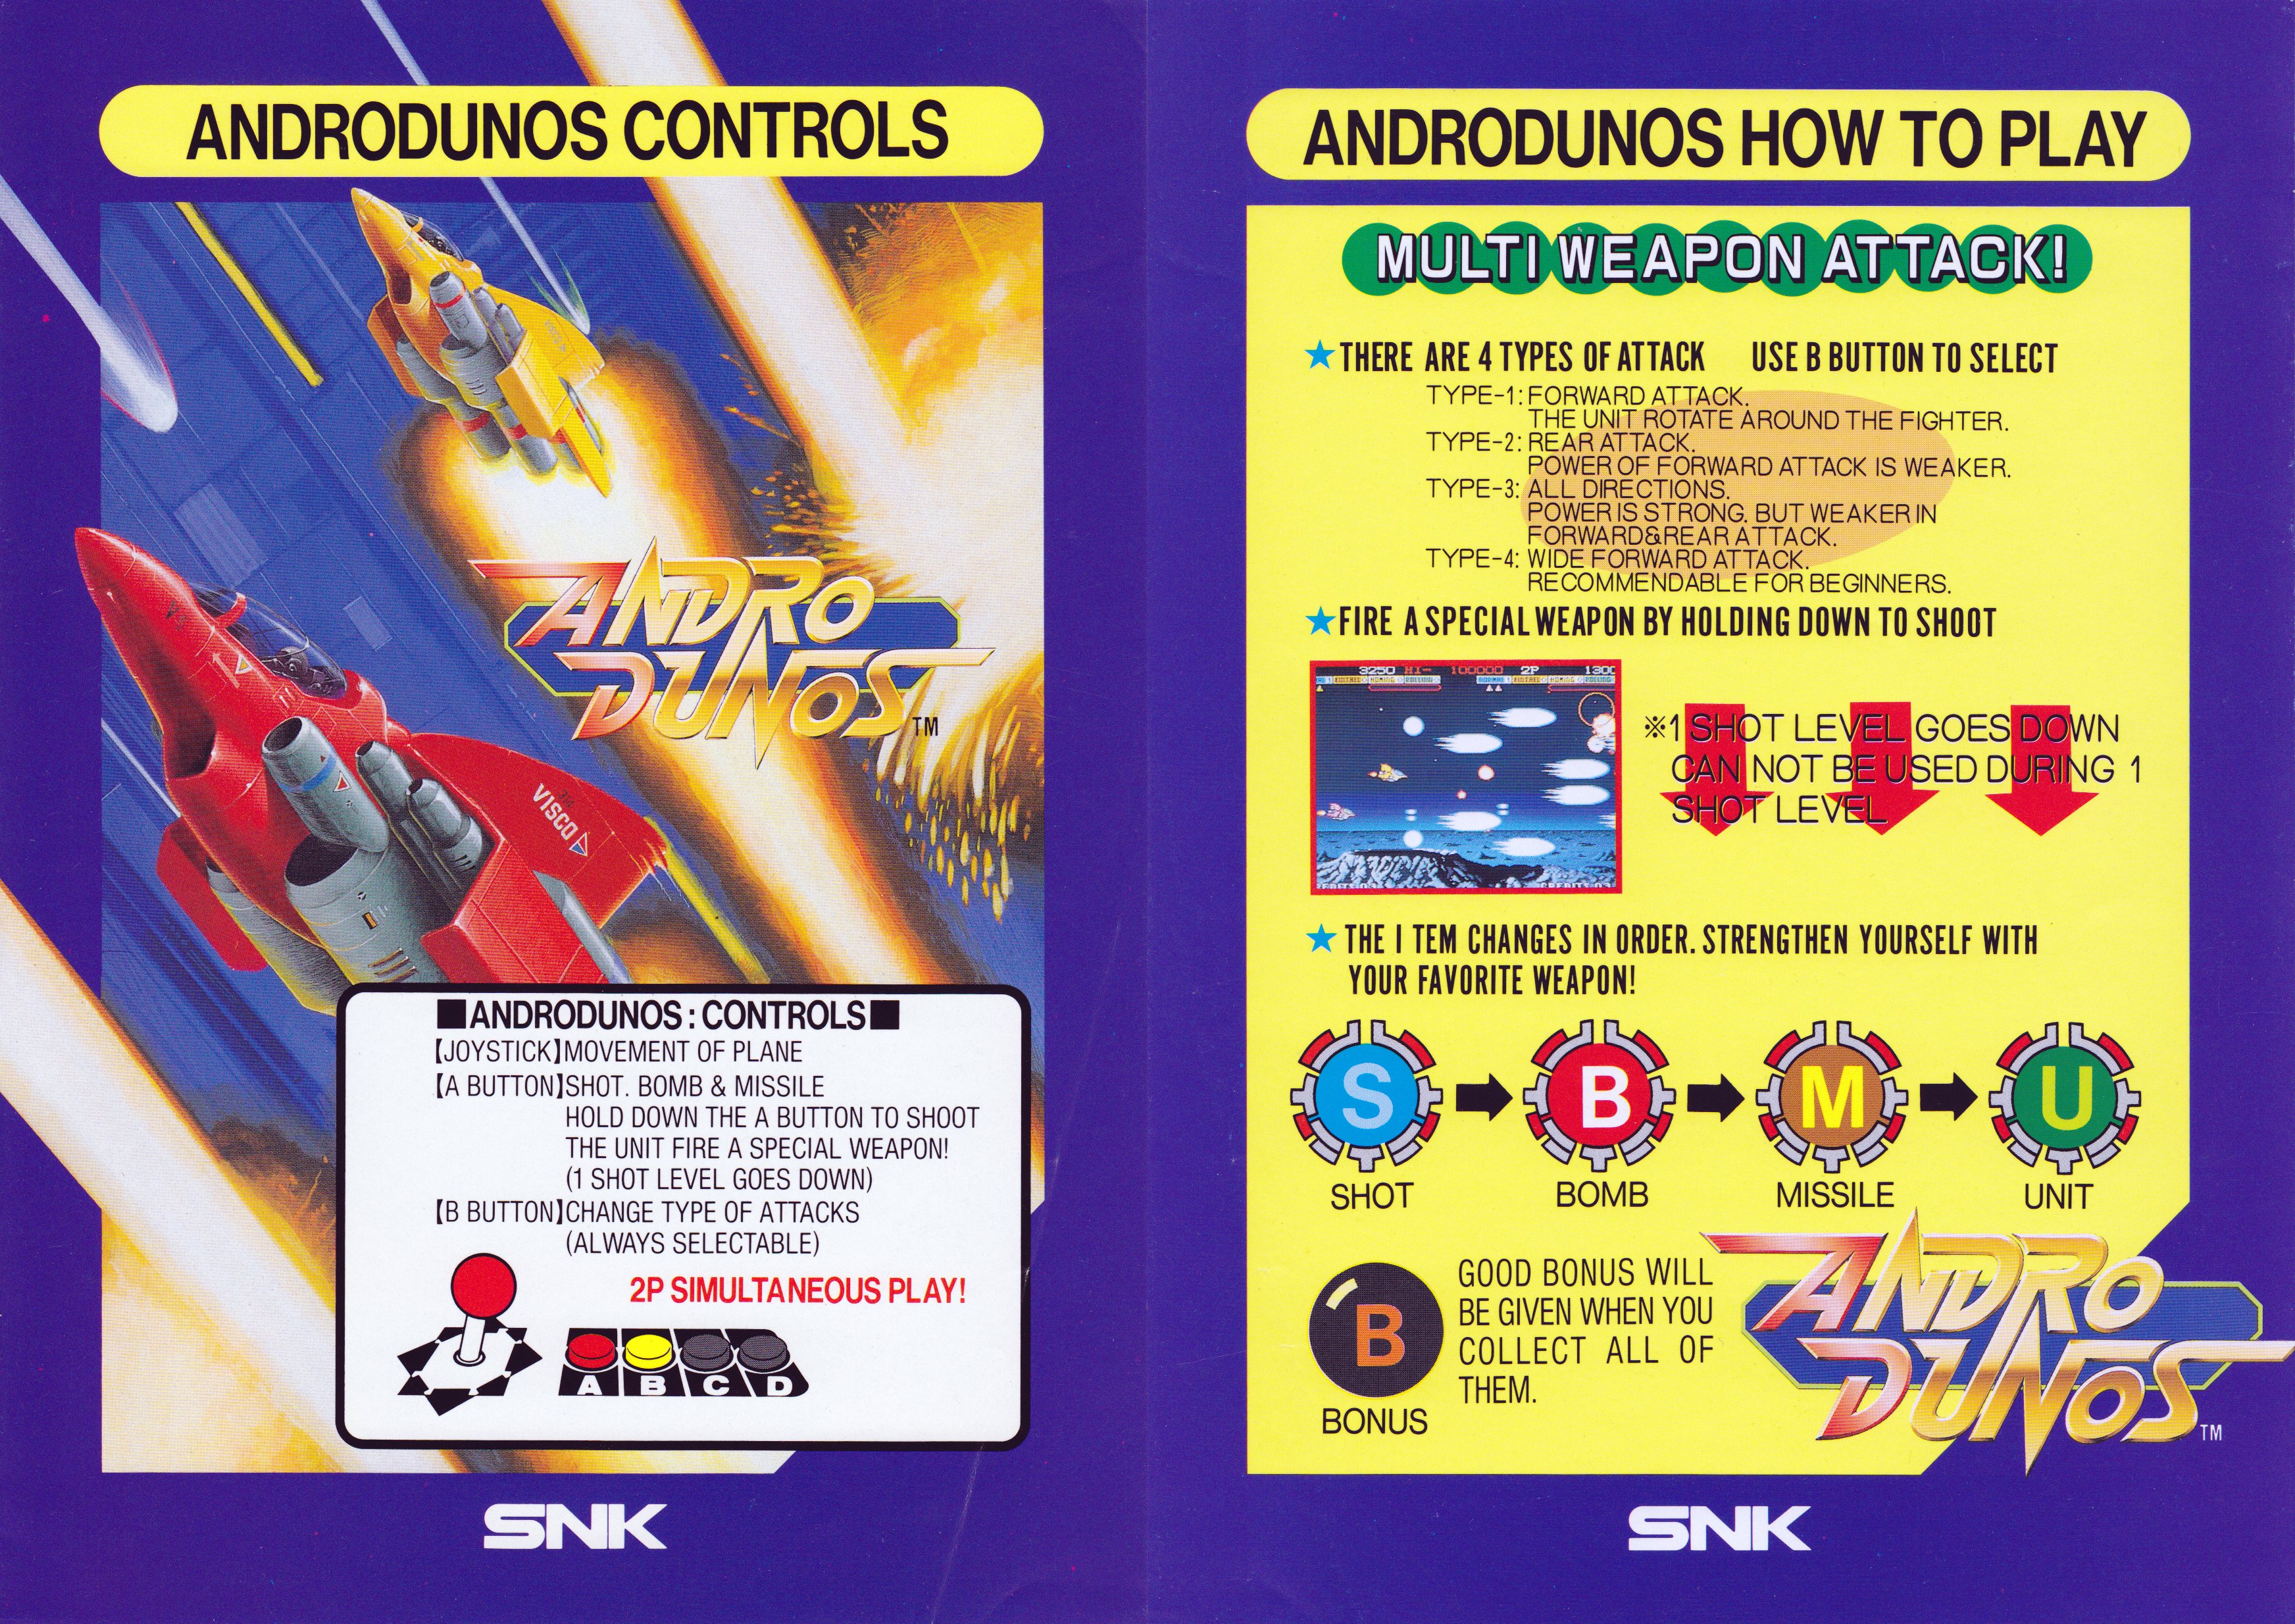 ANDRODUNOS CONTROLS
VISCO
ANDRO
DUNOS
TM
■ANDRODUNOS:CONTROLS■
【JOYSTICK】MOVEMENT OF PLANE
【A BUTTON】SHOT. BOMB & MISSILE
HOLD DOWN THE A BUTTON TO SHOOT
THE UNIT FIRE A SPECIAL WEAPON!
(1 SHOT LEVEL GOES DOWN)
【B BUTTON】CHANGE TYPE OF ATTACKS
(ALWAYS SELECTABLE)
2P SIMULTANEOUS PLAY!
A B C D
SNK
ANDRODUNOS HOW TO PLAY
MULTI WEAPON ATTACK!
★THERE ARE 4 TYPES OF ATTACK USE B BUTTON TO SELECT
TYPE-1: FORWARD ATTACK.
THE UNIT ROTATE AROUND THE FIGHTER.
TYPE-2: REAR ATTACK.
POWER OF FORWARD ATTACK IS WEAKER.
TYPE-3: ALL DIRECTIONS.
POWER IS STRONG. BUT WEAKER IN
FORWARD&REAR ATTACK.
TYPE-4: WIDE FORWARD ATTACK.
RECOMMENDABLE FOR BEGINNERS.
★FIRE A SPECIAL WEAPON BY HOLDING DOWN TO SHOOT
3250 HI- 100000 2P 1300
※1 SHOT LEVEL GOES DOWN
CAN NOT BE USED DURING 1
SHOT LEVEL
★THE I TEM CHANGES IN ORDER. STRENGTHEN YOURSELF WITH
YOUR FAVORITE WEAPON!
S B M U
SHOT BOMB MISSILE UNIT
B
BONUS
GOOD BONUS WILL
BE GIVEN WHEN YOU
COLLECT ALL OF
THEM.
ANDRO
DUNOS
TM
SNK